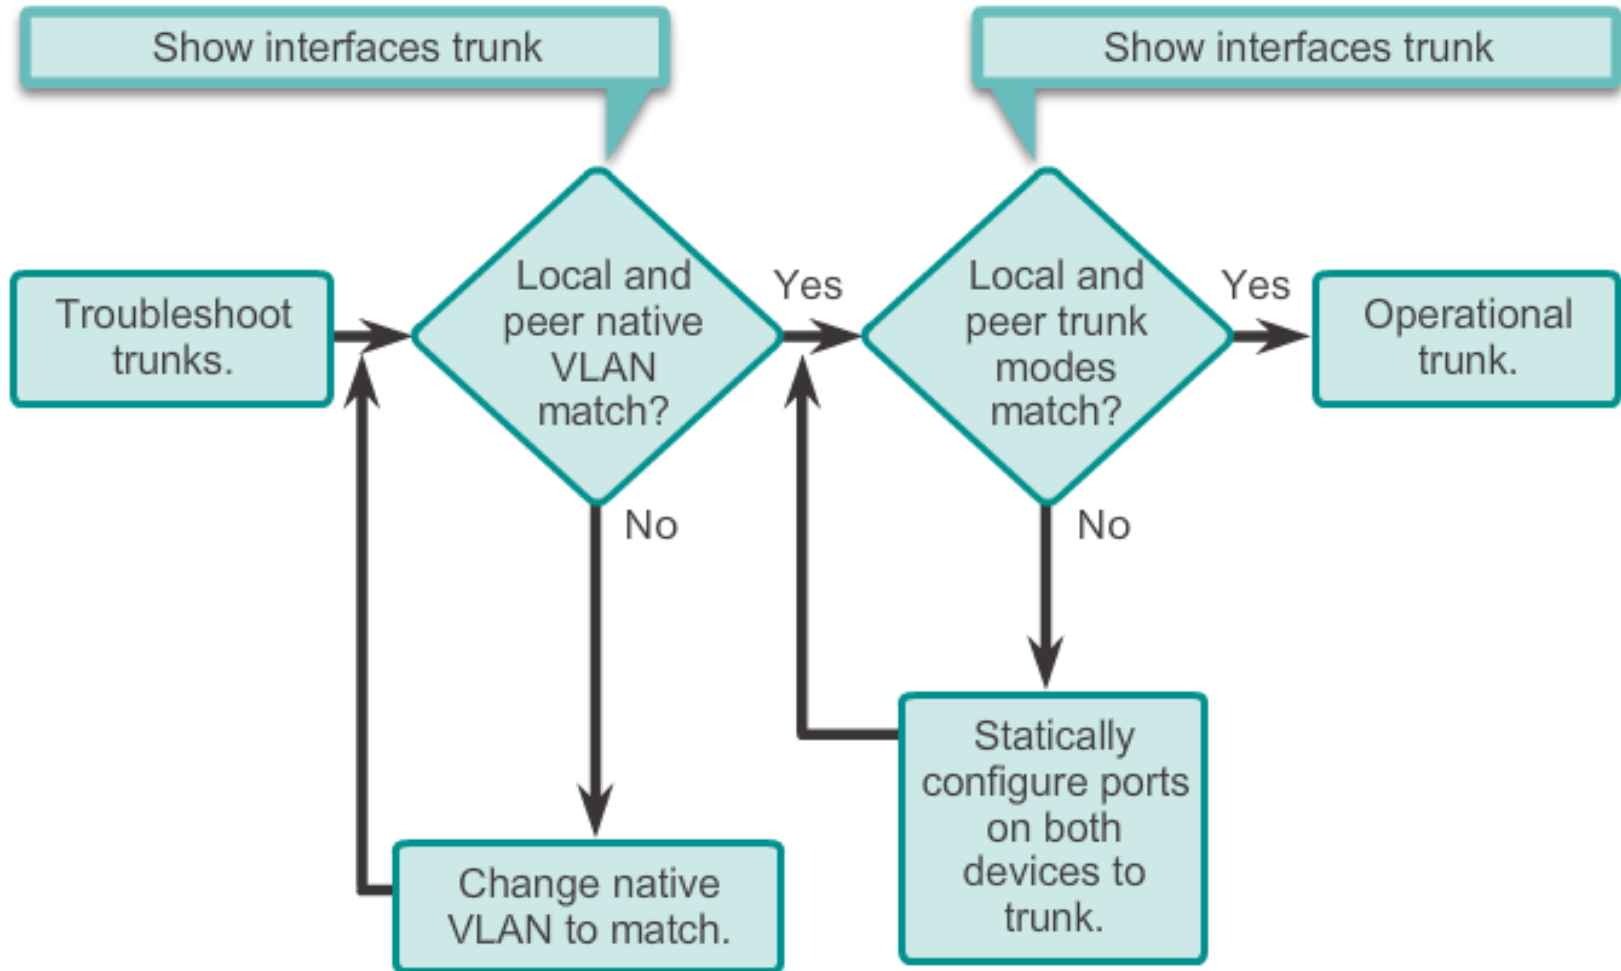 Show interfaces trunk
Show interfaces trunk
Troubleshoot
trunks.
Local and
peer native
VLAN
match?
Yes
Local and
peer trunk
modes
match?
Yes
Operational
trunk.
No
No
Change native
VLAN to match.
Statically
configure ports
on both
devices to
trunk.